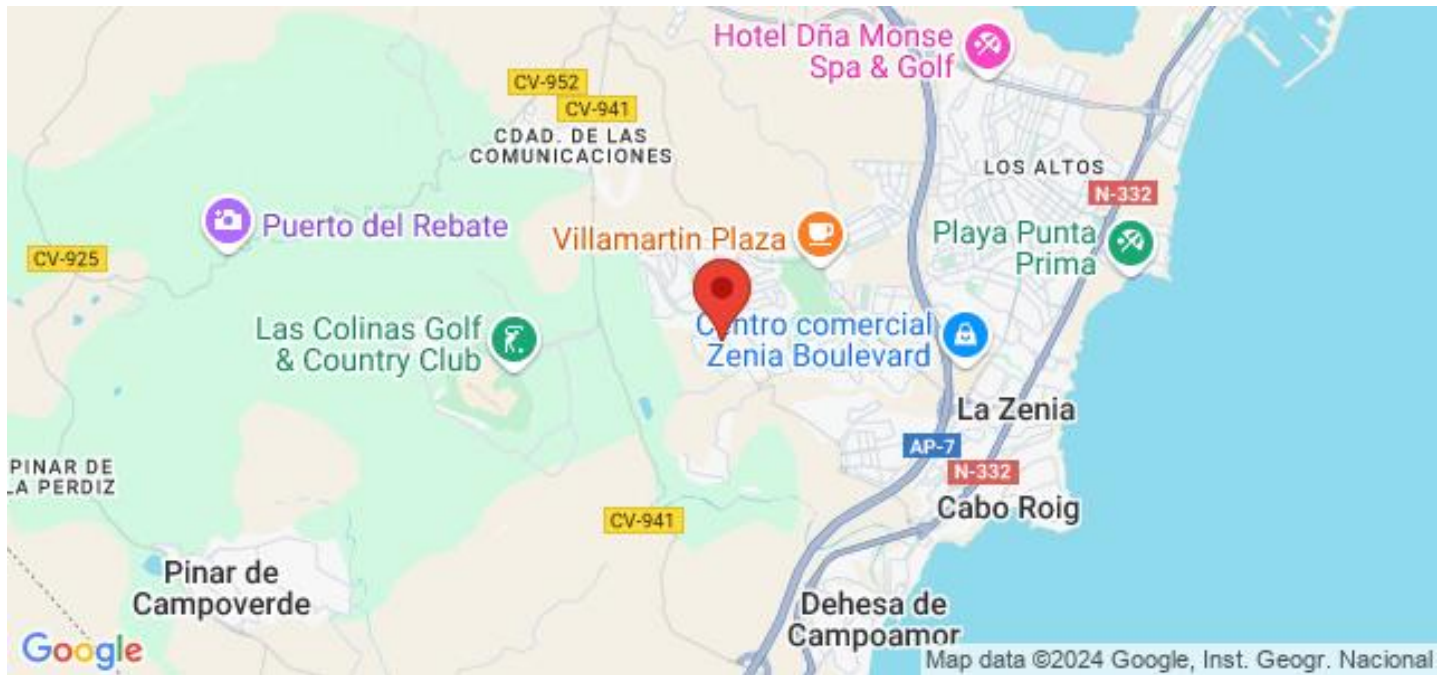 Hotel Dña Monse
Spa & Golf
CV-952
CV-941
CDAD. DE LAS
COMUNICACIONES
LOS ALTOS
N-332
Puerto del Rebate
Villamartin Plaza
Playa Punta
Prima
CV-925
Las Colinas Golf
& Country Club
Centro comercial
Zenia Boulevard
La Zenia
AP-7
N-332
PINAR DE
LA PERDIZ
Cabo Roig
CV-941
Pinar de
Campoverde
Dehesa de
Campoamor
Google
Map data ©2024 Google, Inst. Geogr. Nacional